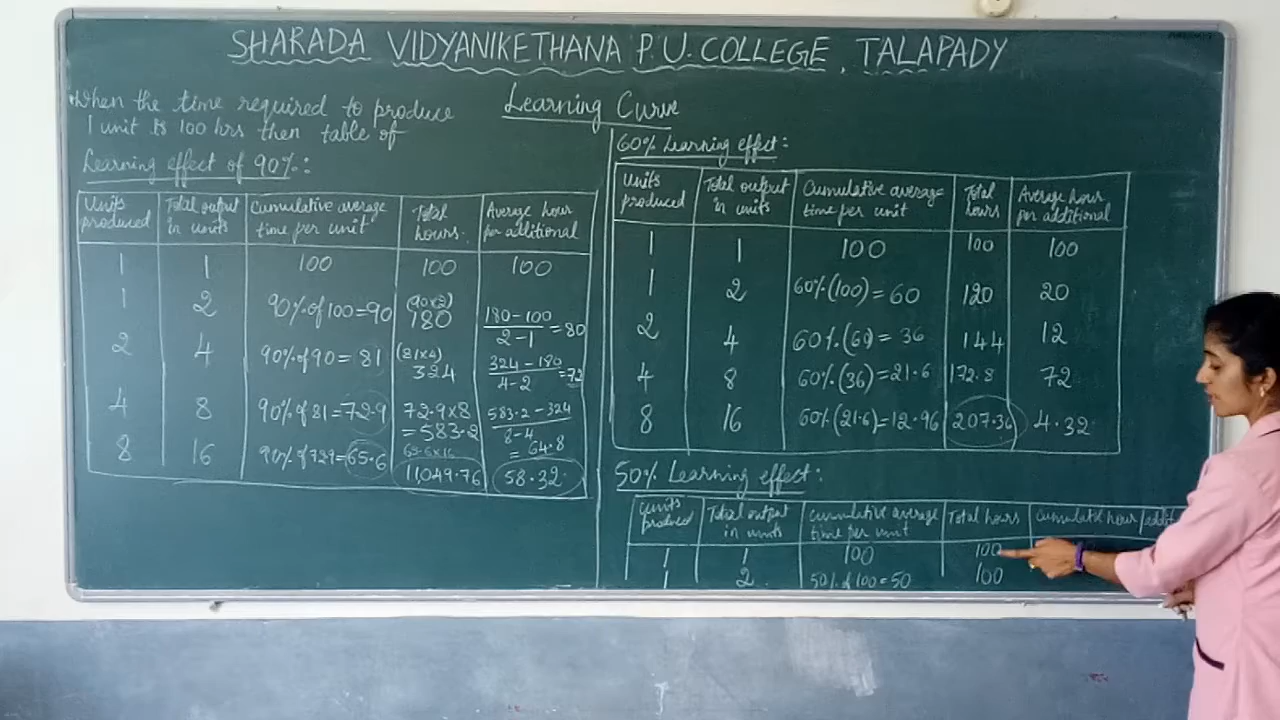 SHARADA VIDYANIKETHANA P.U. COLLEGE, TALAPADY
Learning Curve
When the time required to produce
1 unit is 100 hrs then table of
Learning effect of 90%:
Units produced | Total output in units | Cumulative average time per unit | Total hours. | Average hour per additional
1 | 1 | 100 | 100 | 100
1 | 2 | 90% of 100 = 90 | (90×2) 180 | 180-100 / 2-1 = 80
2 | 4 | 90% of 90 = 81 | (81×4) 324 | 324-180 / 4-2 = 72
4 | 8 | 90% of 81 = 72.9 | 72.9×8 = 583.2 | 583.2-324 / 8-4 = 64.8
8 | 16 | 90% of 729 = 65.6 | 65.6×16 11,049.76 | 58.32
60% Learning effect:
Units produced | Total output in units | Cumulative average time per unit | Total hours | Average hour per additional
1 | 1 | 100 | 100 | 100
1 | 2 | 60% (100) = 60 | 120 | 20
2 | 4 | 60% (60) = 36 | 144 | 12
4 | 8 | 60% (36) = 21.6 | 172.8 | 72
8 | 16 | 60% (21.6) = 12.96 | 207.36 | 4.32
50% Learning effect:
Units produced | Total output in units | Cumulative average time per unit | Total hours | hour
1 | 1 | 100 | 100
1 | 2 | 50% of 100 = 50 | 100